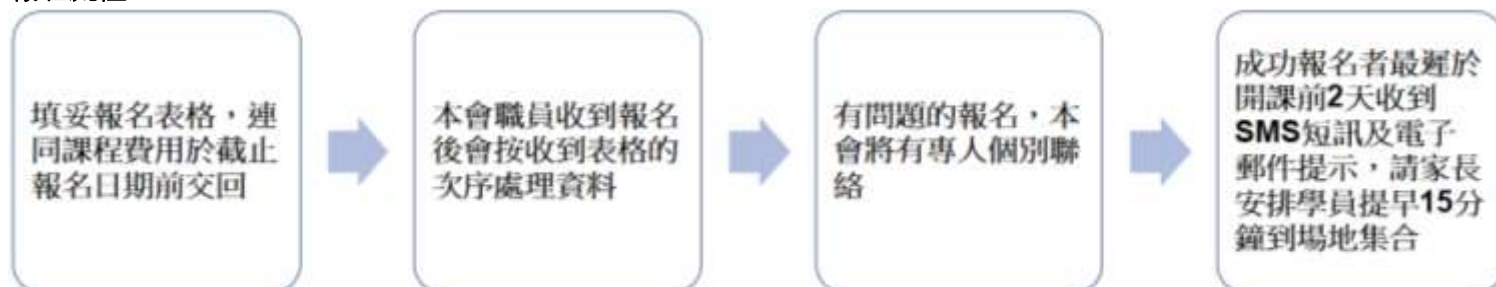 填妥報名表格，連
同課程費用於截止
報名日期前交回
本會職員收到報名
後會按收到表格的
次序處理資料
有問題的報名，本
會將有專人個別聯
絡
成功報名者最遲於
開課前2天收到
SMS短訊及電子
郵件提示，請家長
安排學員提早15分
鐘到場地集合